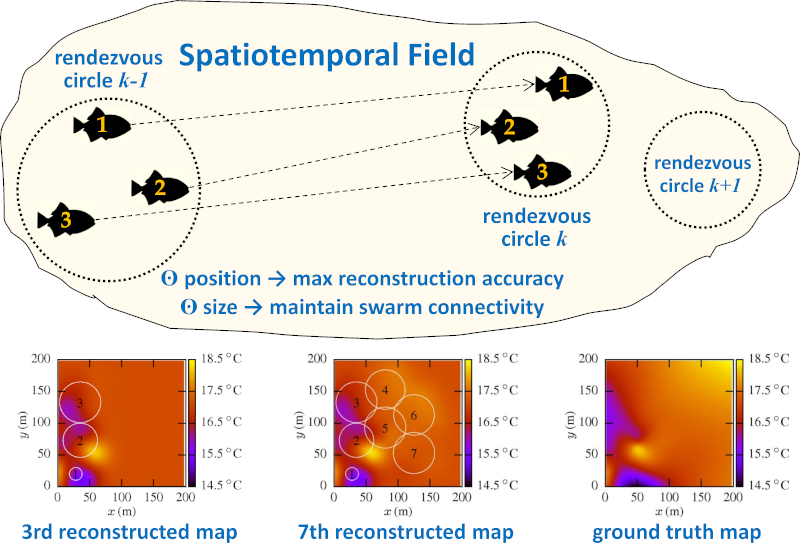 Spatiotemporal Field
rendezvous
circle k-1
1
2
3
1
2
3
rendezvous
circle k
rendezvous
circle k+1
Θ position → max reconstruction accuracy
Θ size → maintain swarm connectivity
200
150
100
50
0
y (m)
0 50 100 150 200
x (m)
3
2
1
18.5 °C
17.5 °C
16.5 °C
15.5 °C
14.5 °C
3rd reconstructed map
200
150
100
50
0
y (m)
0 50 100 150 200
x (m)
4
3
6
5
2
7
1
18.5 °C
17.5 °C
16.5 °C
15.5 °C
14.5 °C
7th reconstructed map
200
150
100
50
0
y (m)
0 50 100 150 200
x (m)
18.5 °C
17.5 °C
16.5 °C
15.5 °C
14.5 °C
ground truth map